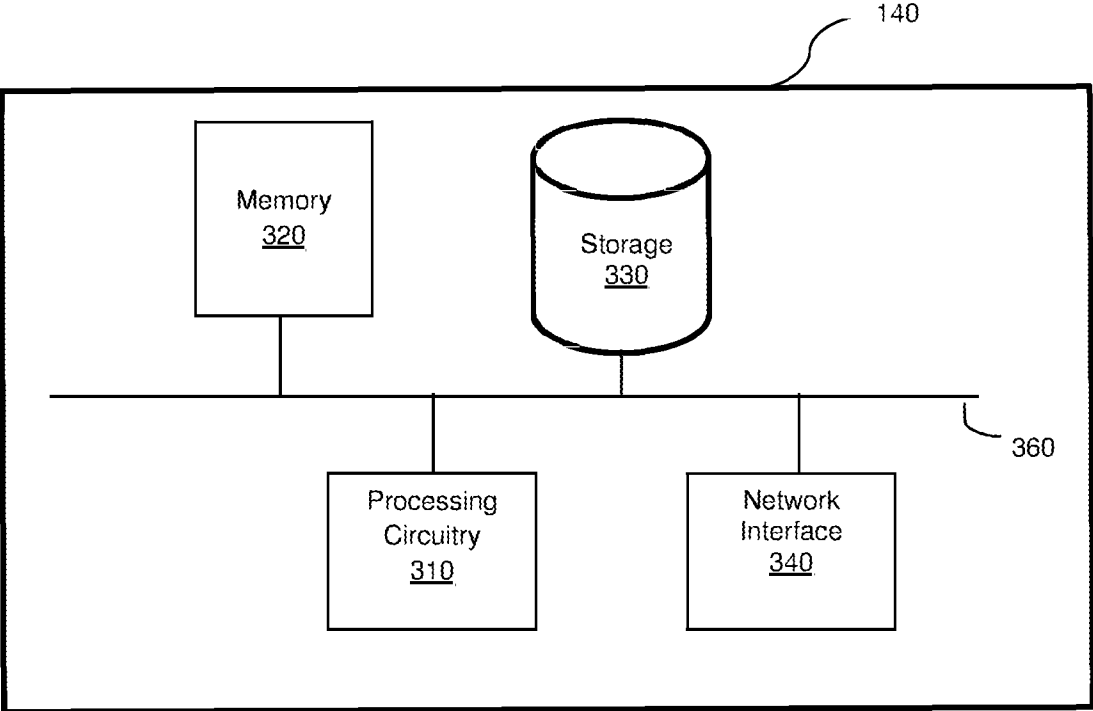 140
Memory
320
Storage
330
360
Processing
Circuitry
310
Network
Interface
340